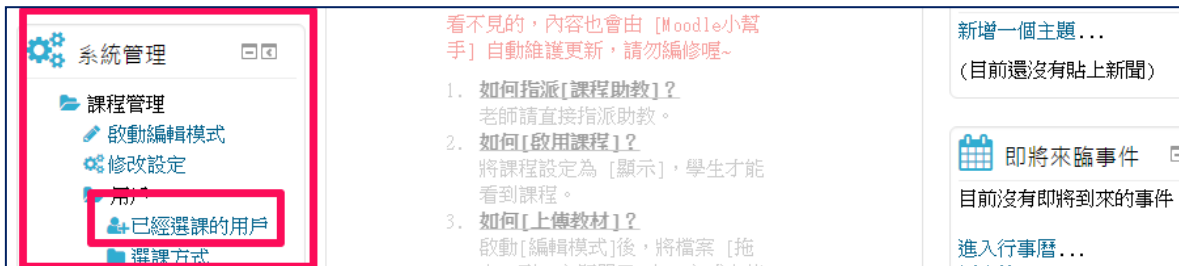 系統管理
課程管理
啟動編輯模式
修改設定
用戶
已經選課的用戶
選課方式
看不見的，內容也會由 [Moodle小幫
手] 自動維護更新，請勿編修喔~
1. 如何指派[課程助教]？
老師請直接指派助教。
2. 如何[啟用課程]？
將課程設定為 [顯示]，學生才能
看到課程。
3. 如何[上傳教材]？
啟動[編輯模式]後，將檔案 [拖
新增一個主題...
(目前還沒有貼上新聞)
即將來臨事件
目前沒有即將到來的事件
進入行事曆...